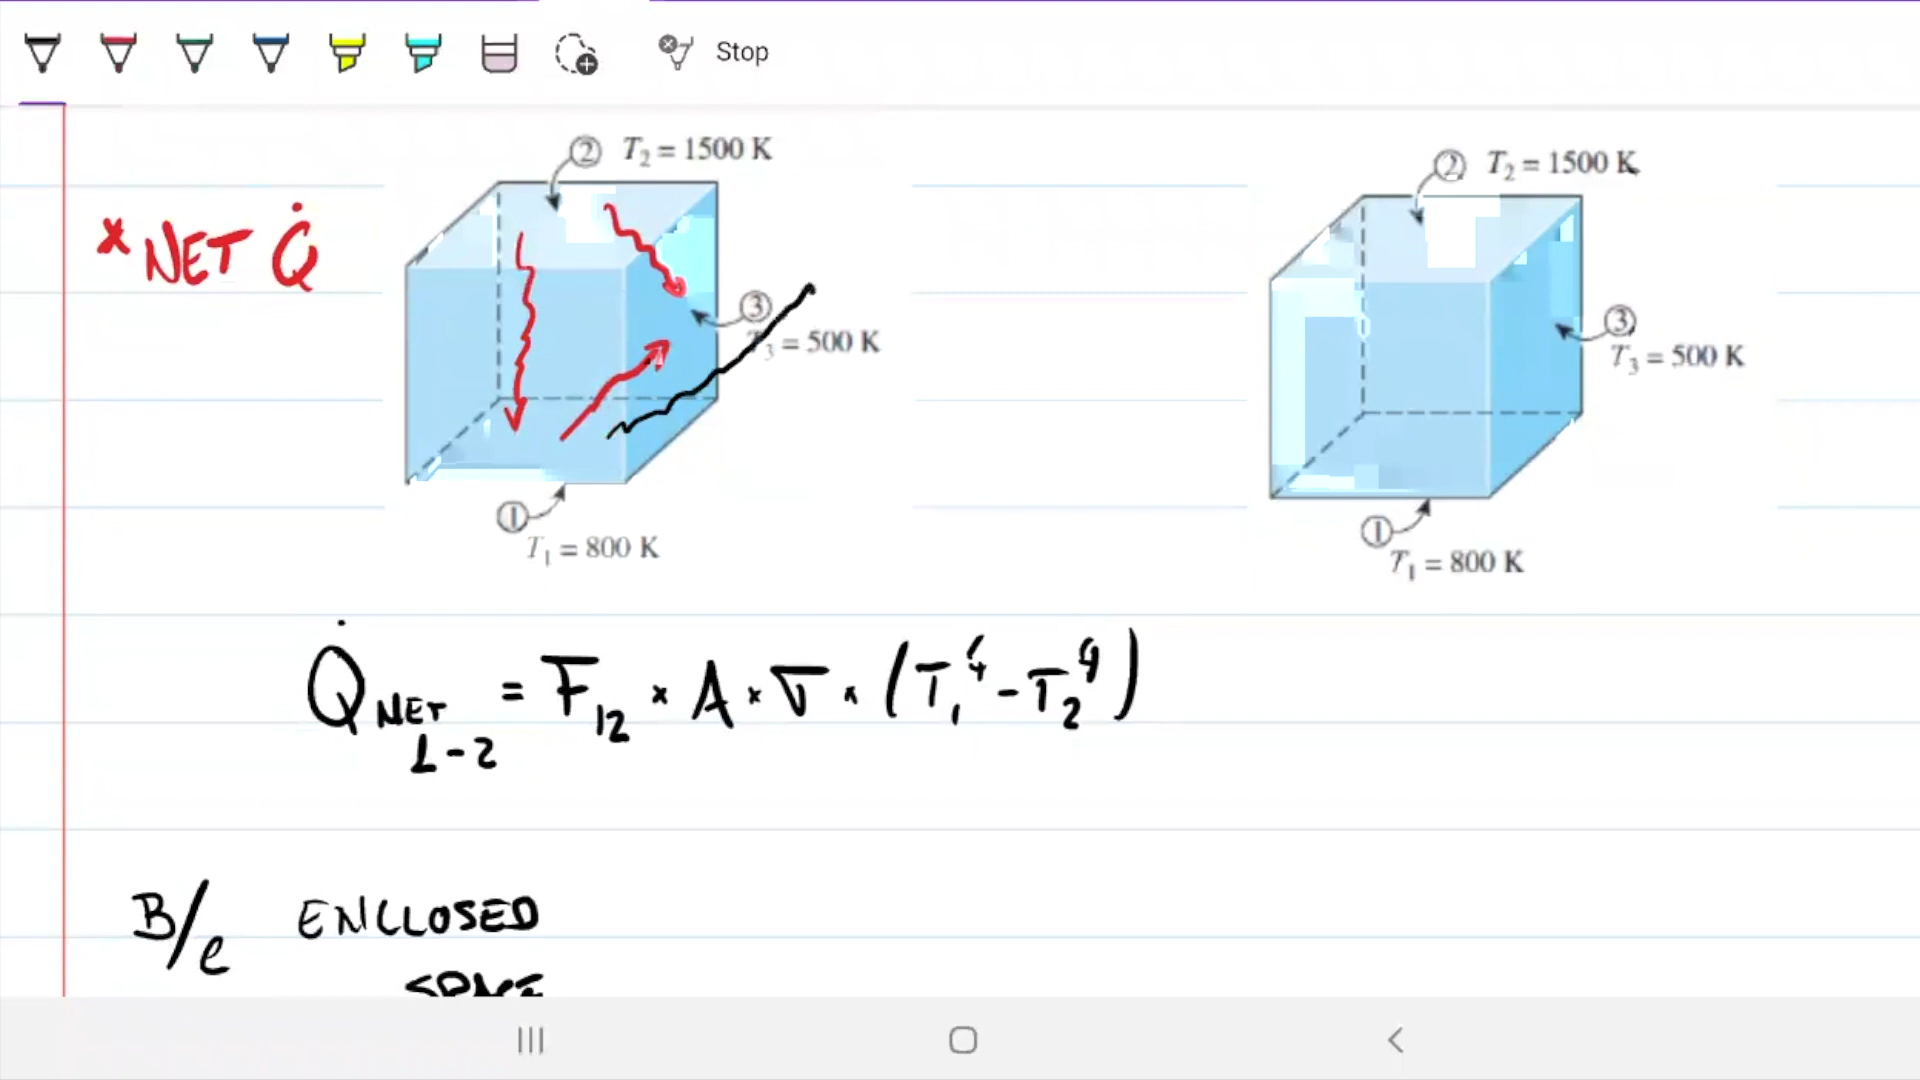 Stop
② T₂ = 1500 K
* NET Q̇
③
T₃ = 500 K
①
T₁ = 800 K
② T₂ = 1500 K
③
T₃ = 500 K
①
T₁ = 800 K
Q̇ NET 1-2 = F₁₂ × A × σ × (T₁⁴ - T₂⁴)
B/c ENCLOSED
SPACE